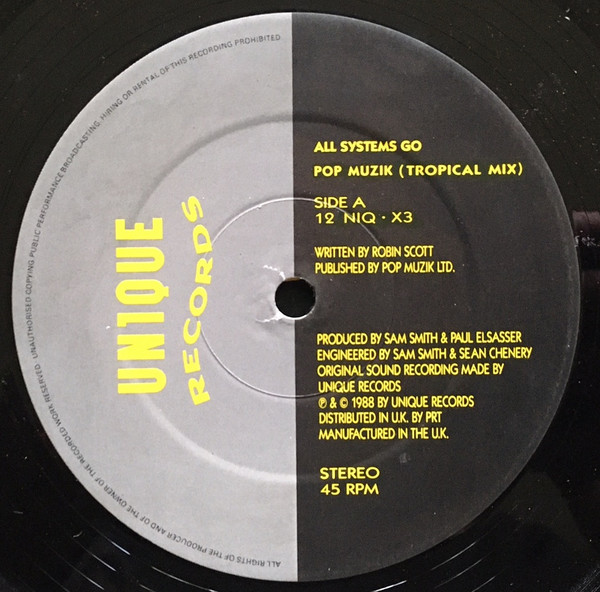 ALL RIGHTS OF THE PRODUCER AND OF THE OWNER OF THE RECORDED WORK RESERVED. UNAUTHORISED COPYING PUBLIC PERFORMANCE BROADCASTING, HIRING OR RENTAL OF THIS RECORDING PROHIBITED
UN1QUE
RECORDS
ALL SYSTEMS GO
POP MUZIK (TROPICAL MIX)
SIDE A
12 NIQ · X3
WRITTEN BY ROBIN SCOTT
PUBLISHED BY POP MUZIK LTD.
PRODUCED BY SAM SMITH & PAUL ELSASSER
ENGINEERED BY SAM SMITH & SEAN CHENERY
ORIGINAL SOUND RECORDING MADE BY
UNIQUE RECORDS
℗ & © 1988 BY UNIQUE RECORDS
DISTRIBUTED IN U.K. BY PRT
MANUFACTURED IN THE U.K.
STEREO
45 RPM